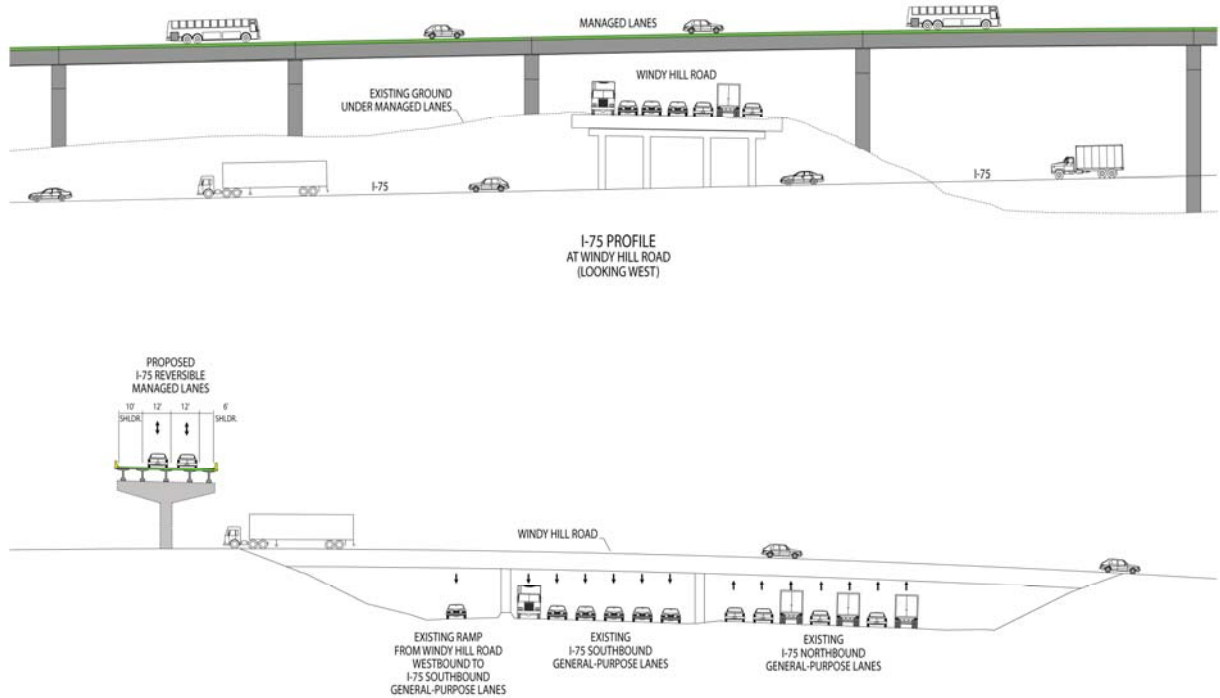 MANAGED LANES
WINDY HILL ROAD
EXISTING GROUND
UNDER MANAGED LANES
I-75
I-75
I-75 PROFILE
AT WINDY HILL ROAD
(LOOKING WEST)
PROPOSED
I-75 REVERSIBLE
MANAGED LANES
10' 12' 12' 6'
SHLDR. SHLDR.
WINDY HILL ROAD
EXISTING RAMP
FROM WINDY HILL ROAD
WESTBOUND TO
I-75 SOUTHBOUND
GENERAL-PURPOSE LANES
EXISTING
I-75 SOUTHBOUND
GENERAL-PURPOSE LANES
EXISTING
I-75 NORTHBOUND
GENERAL-PURPOSE LANES